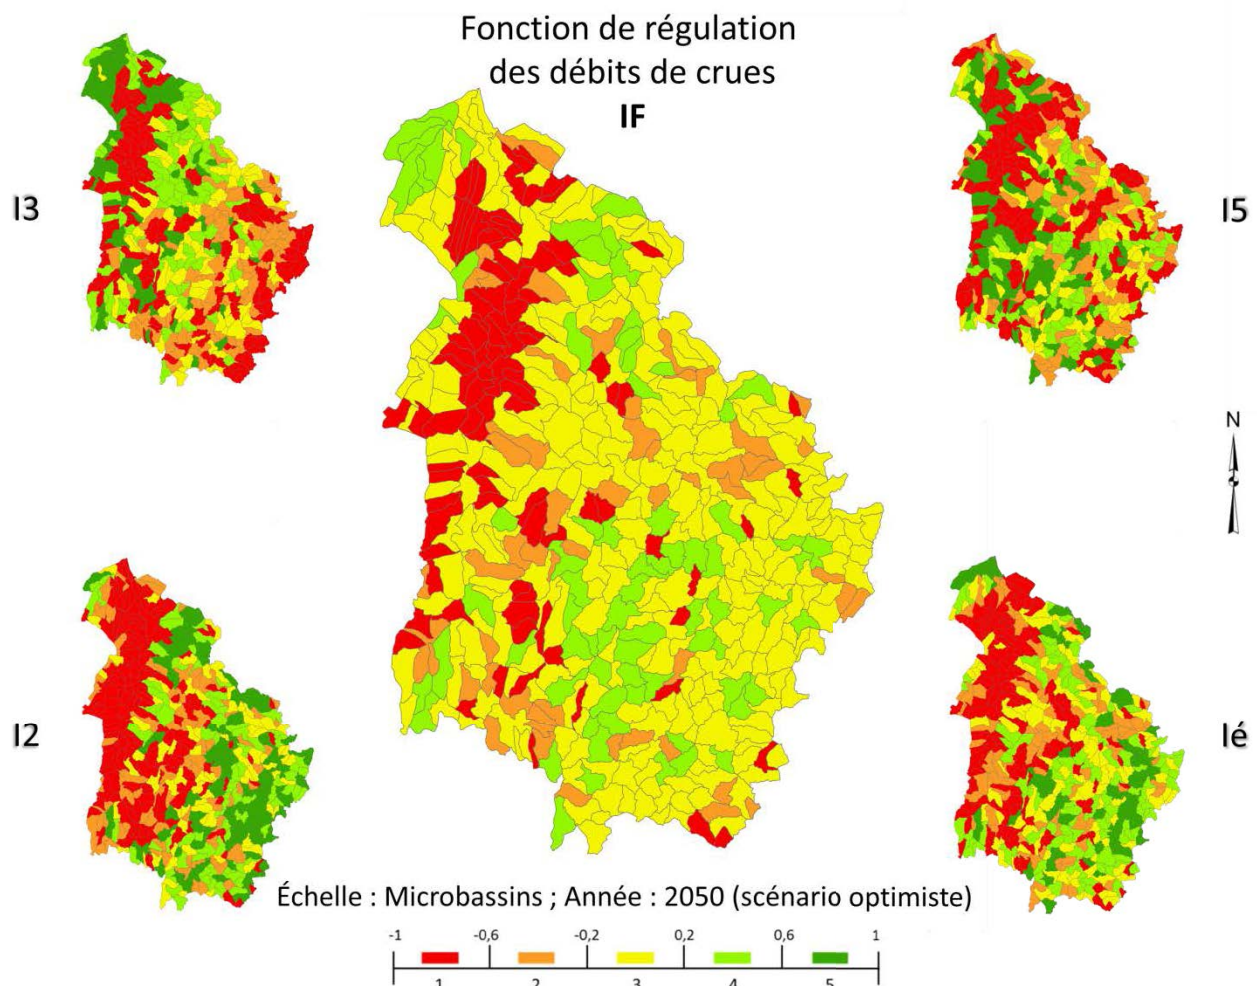 Fonction de régulation
des débits de crues
IF
I3
I5
N
I2
Ié
Échelle : Microbassins ; Année : 2050 (scénario optimiste)
-1 -0,6 -0,2 0,2 0,6 1
1 2 3 4 5